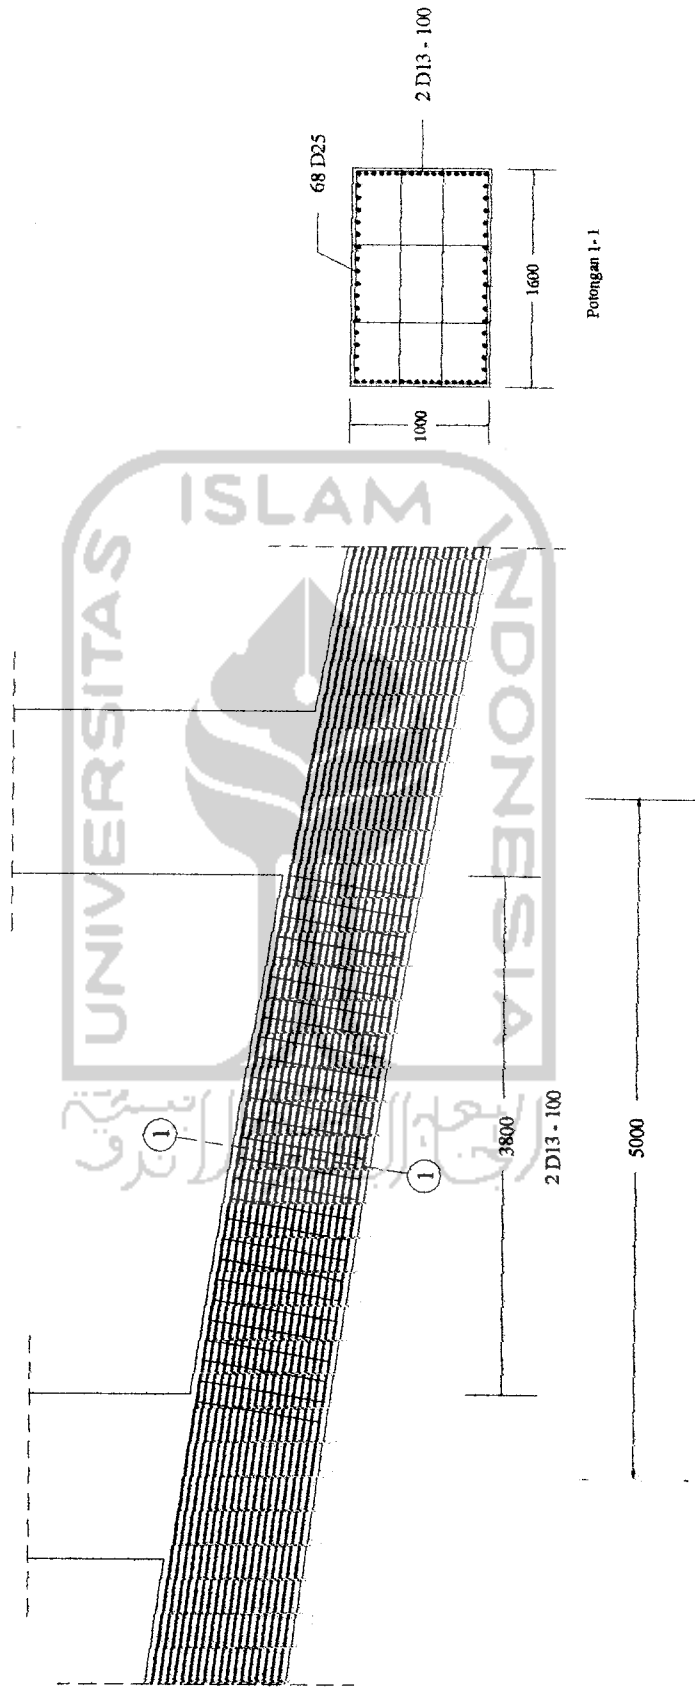 68 D25
2 D13 - 100
1000
1600
Potongan 1-1
UNIVERSITAS
ISLAM
INDONESIA
1
1
3800
2 D13 - 100
5000